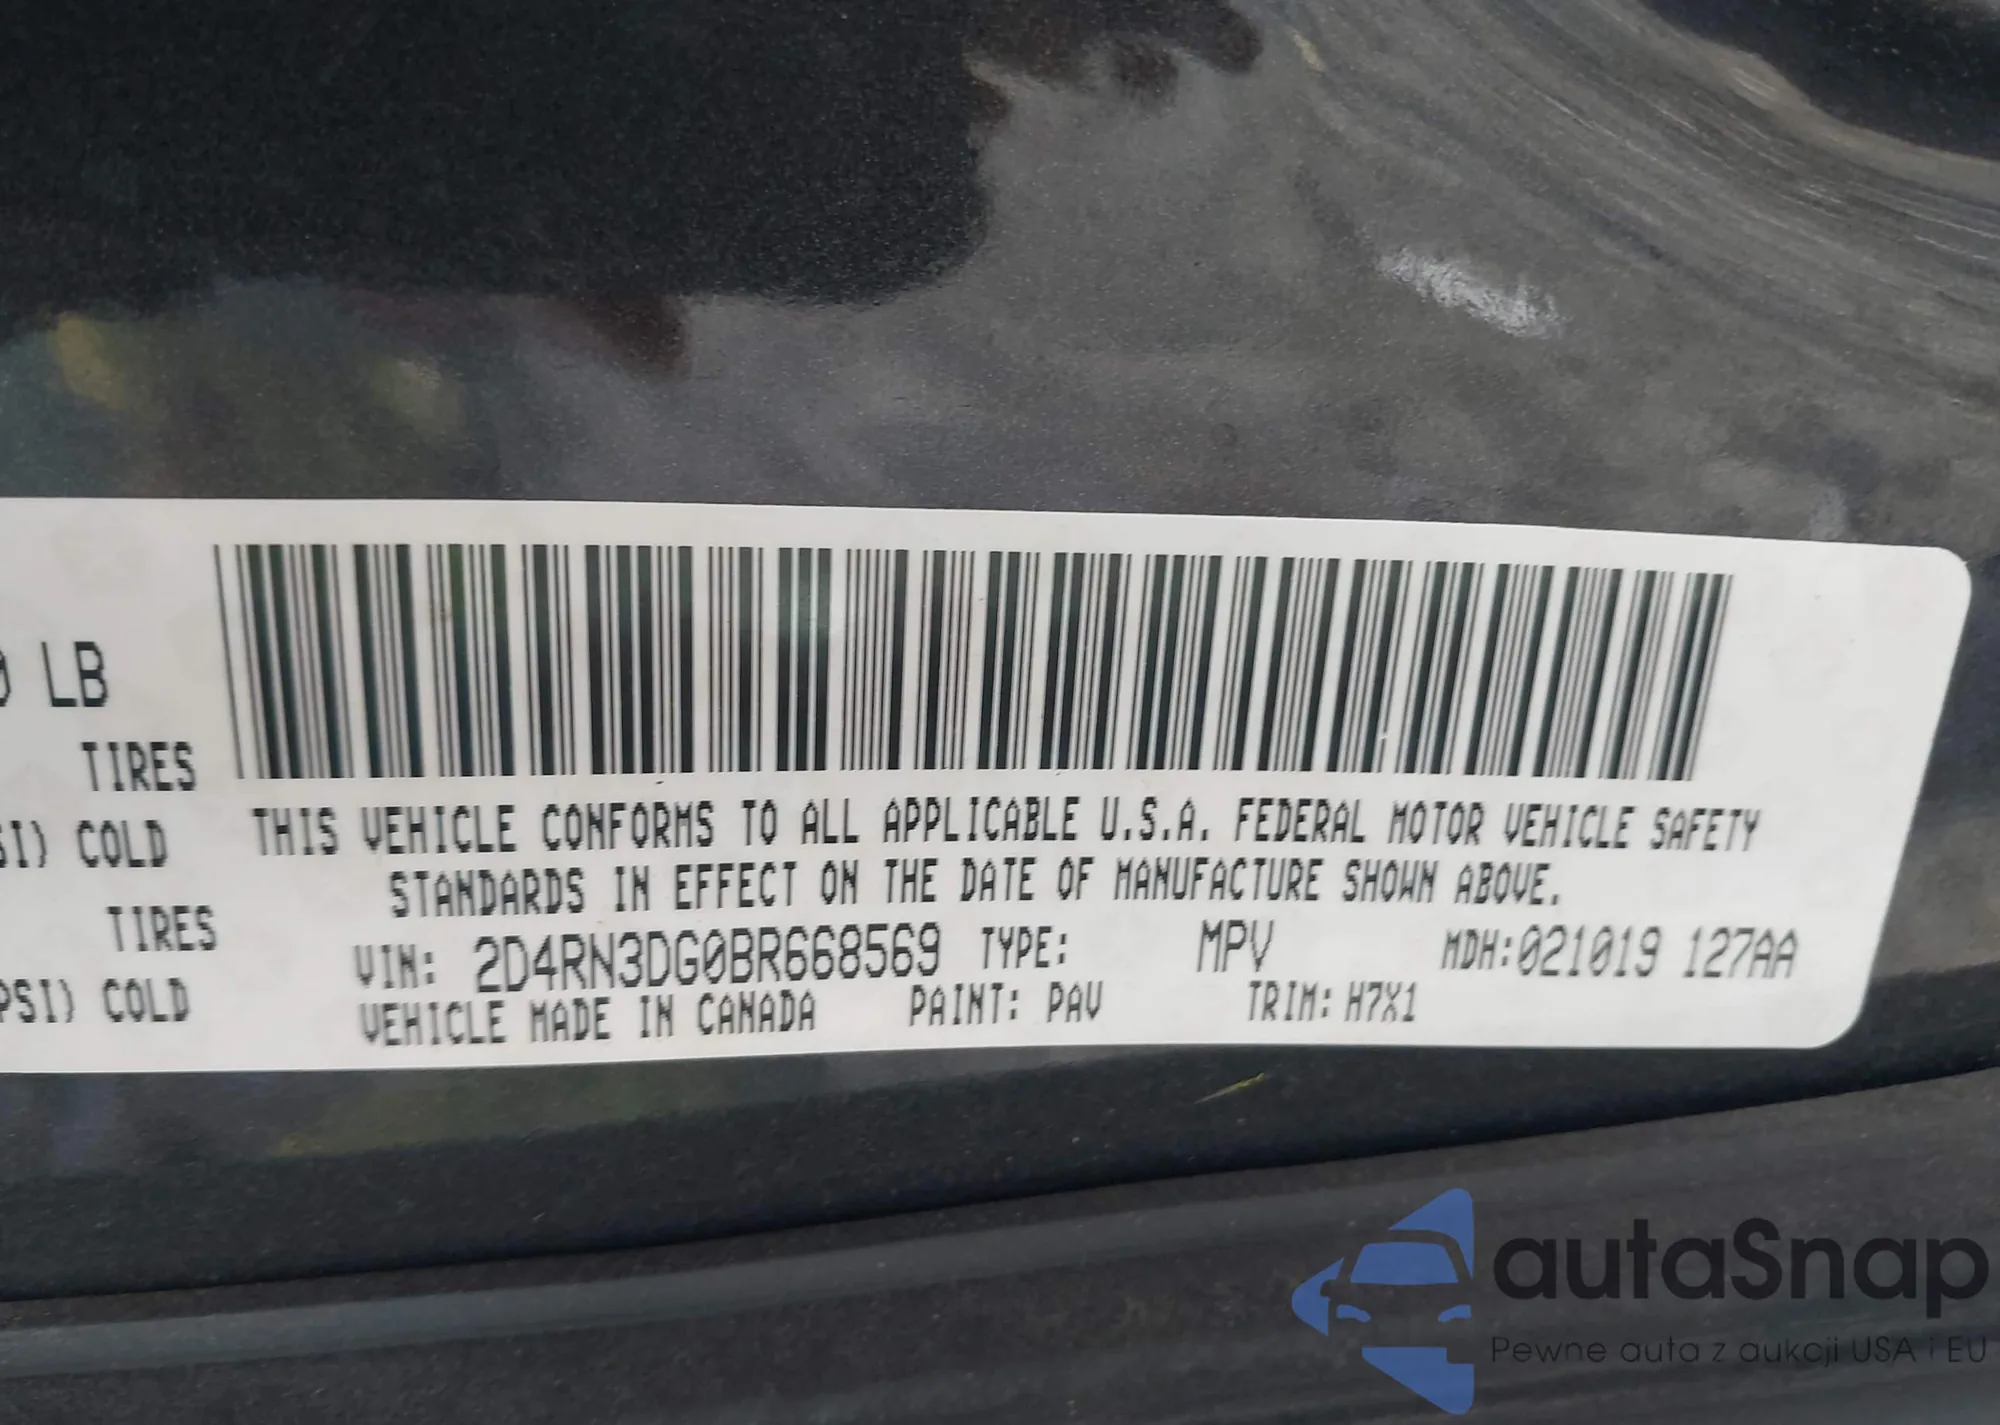 LB
TIRES
COLD
TIRES
COLD
THIS VEHICLE CONFORMS TO ALL APPLICABLE U.S.A. FEDERAL MOTOR VEHICLE SAFETY
STANDARDS IN EFFECT ON THE DATE OF MANUFACTURE SHOWN ABOVE.
VIN: 2D4RN3DG0BR668569 TYPE: MPV MDH:021019 127AA
VEHICLE MADE IN CANADA PAINT: PAV TRIM: H7X1
autaSnap
Pewne auta z aukcji USA i EU